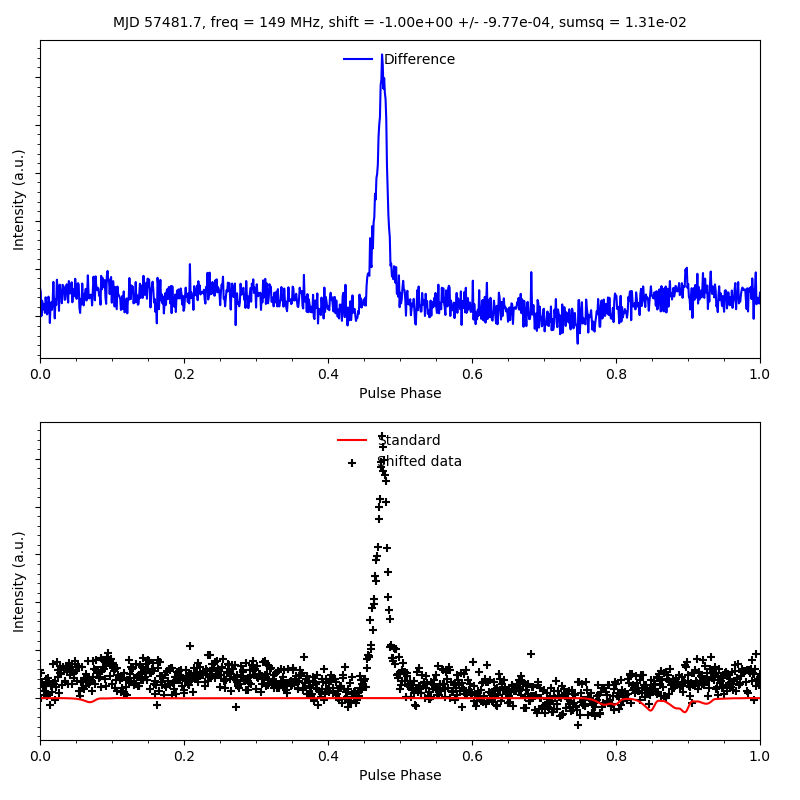 MJD 57481.7, freq = 149 MHz, shift = -1.00e+00 +/- -9.77e-04, sumsq = 1.31e-02
Difference
Intensity (a.u.)
0.0 0.2 0.4 0.6 0.8 1.0
Pulse Phase
Standard
Shifted data
Intensity (a.u.)
0.0 0.2 0.4 0.6 0.8 1.0
Pulse Phase